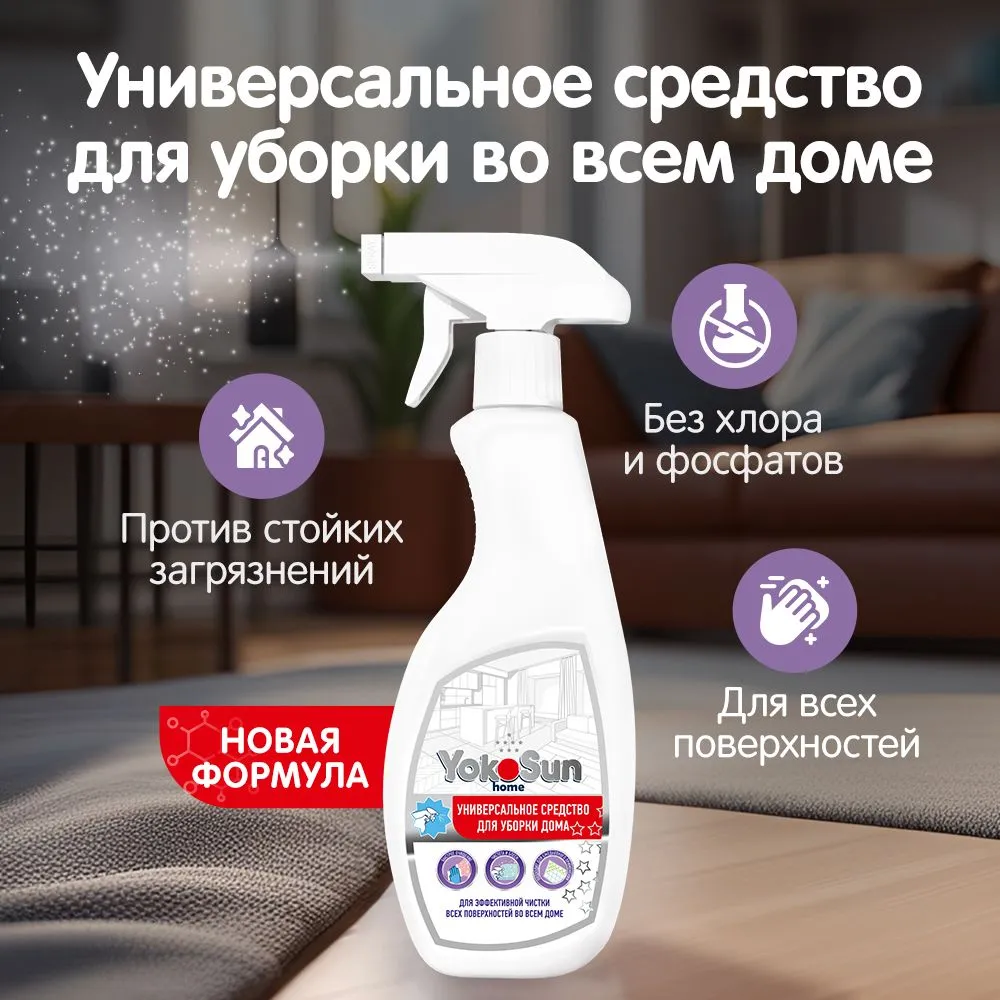 Универсальное средство
для уборки во всем доме
Без хлора
и фосфатов
Против стойких
загрязнений
Для всех
поверхностей
НОВАЯ
ФОРМУЛА
YokoSun
home
УНИВЕРСАЛЬНОЕ СРЕДСТВО
ДЛЯ УБОРКИ ДОМА
ДЛЯ ЭФФЕКТИВНОЙ ЧИСТКИ
ВСЕХ ПОВЕРХНОСТЕЙ ВО ВСЕМ ДОМЕ